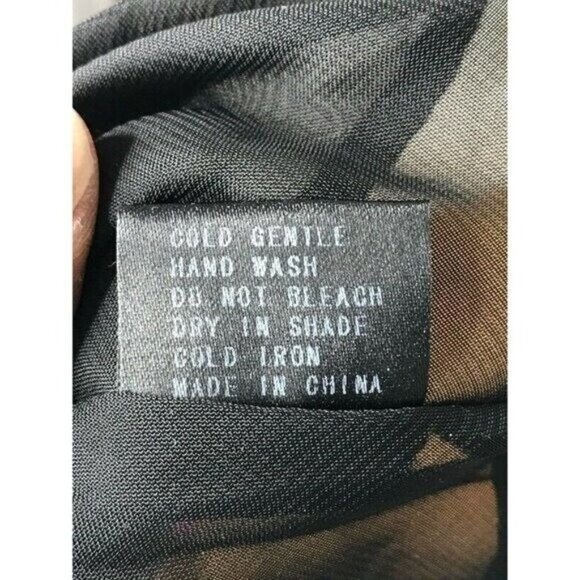 COLD GENTLE
HAND WASH
DO NOT BLEACH
DRY IN SHADE
COLD IRON
MADE IN CHINA